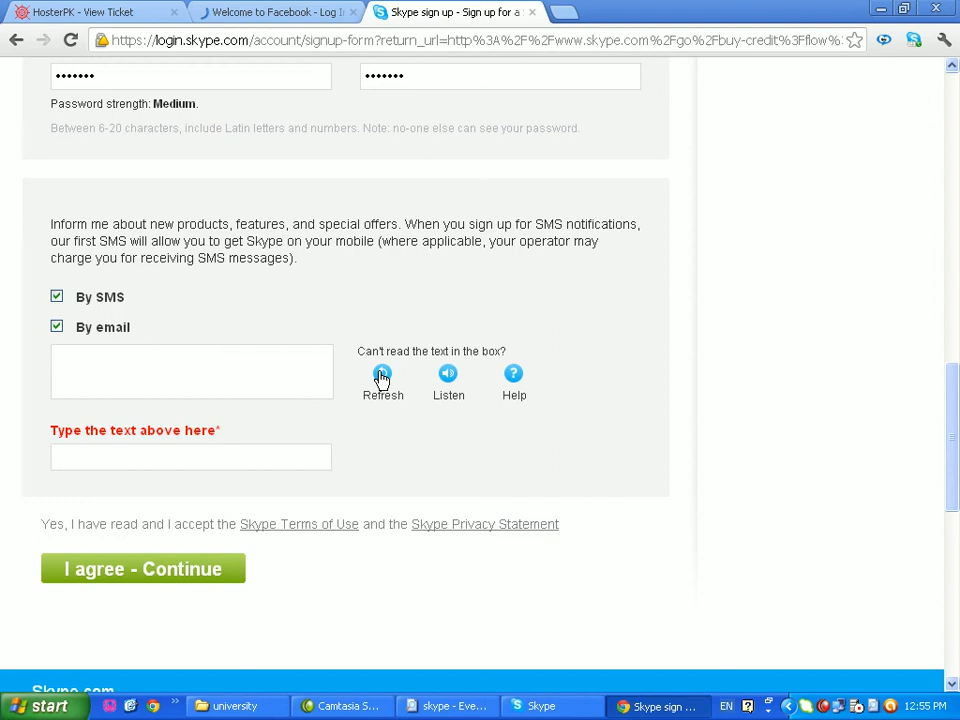 HosterPK - View Ticket
Welcome to Facebook - Log I
Skype sign up - Sign up for a
https://login.skype.com/account/signup-form?return_url=http%3A%2F%2Fwww.skype.com%2Fgo%2Fbuy-credit%3Fflow%
Password strength: Medium.
Between 6-20 characters, include Latin letters and numbers. Note: no-one else can see your password.
Inform me about new products, features, and special offers. When you sign up for SMS notifications,
our first SMS will allow you to get Skype on your mobile (where applicable, your operator may
charge you for receiving SMS messages).
By SMS
By email
Can't read the text in the box?
Refresh
Listen
? Help
Type the text above here*
Yes, I have read and I accept the Skype Terms of Use and the Skype Privacy Statement
I agree - Continue
Skype.com
start
university
Camtasia S...
skype - Eve...
Skype
Skype sign ...
EN
12:55 PM